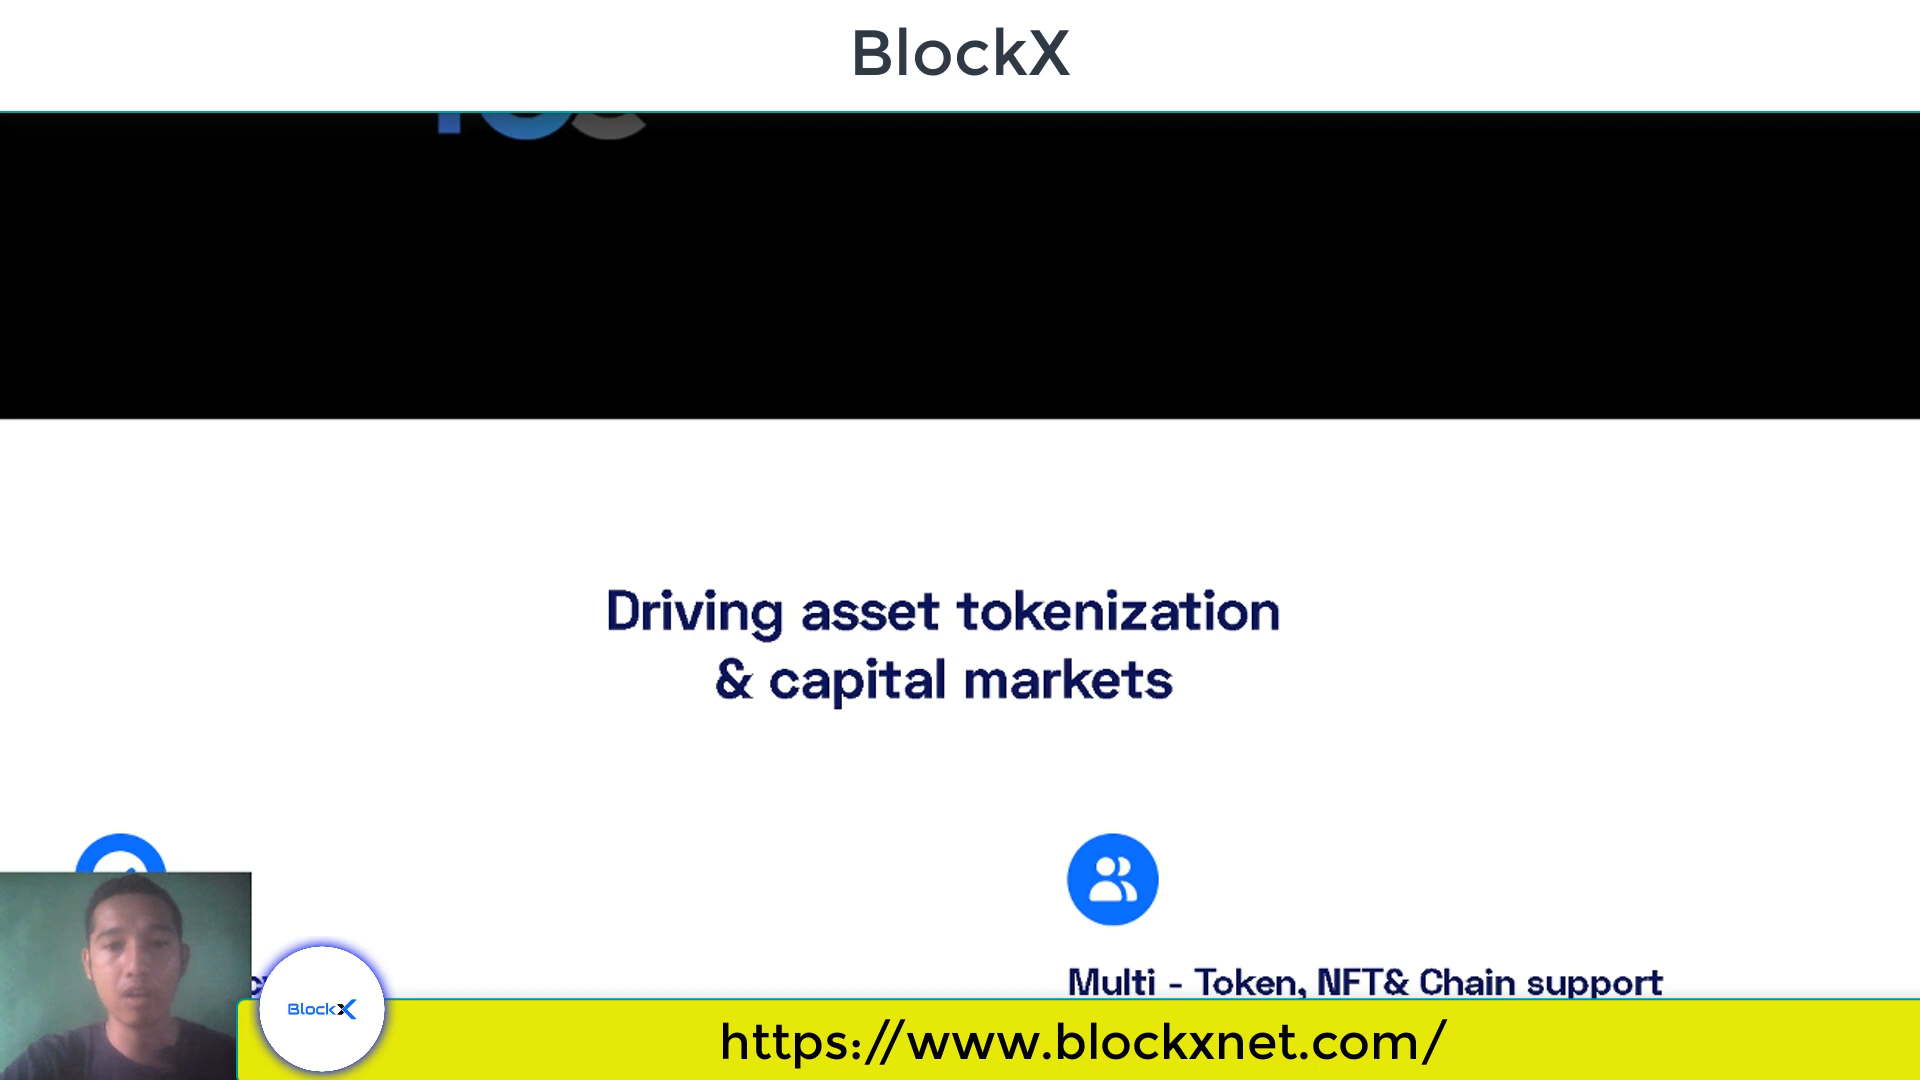 BlockX
Driving asset tokenization
& capital markets
Multi - Token, NFT& Chain support
BlockX
https://www.blockxnet.com/